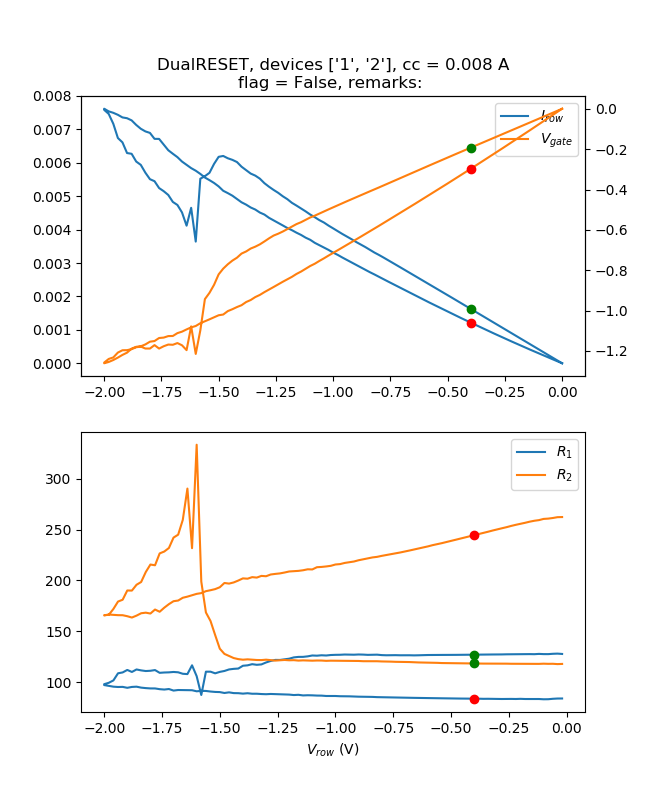 DualRESET, devices ['1', '2'], cc = 0.008 A
flag = False, remarks:
0.008
0.007
0.006
0.005
0.004
0.003
0.002
0.001
0.000
I_row
V_gate
0.0
−0.2
−0.4
−0.6
−0.8
−1.0
−1.2
−2.00 −1.75 −1.50 −1.25 −1.00 −0.75 −0.50 −0.25 0.00
300
250
200
150
100
R_1
R_2
−2.00 −1.75 −1.50 −1.25 −1.00 −0.75 −0.50 −0.25 0.00
V_row (V)